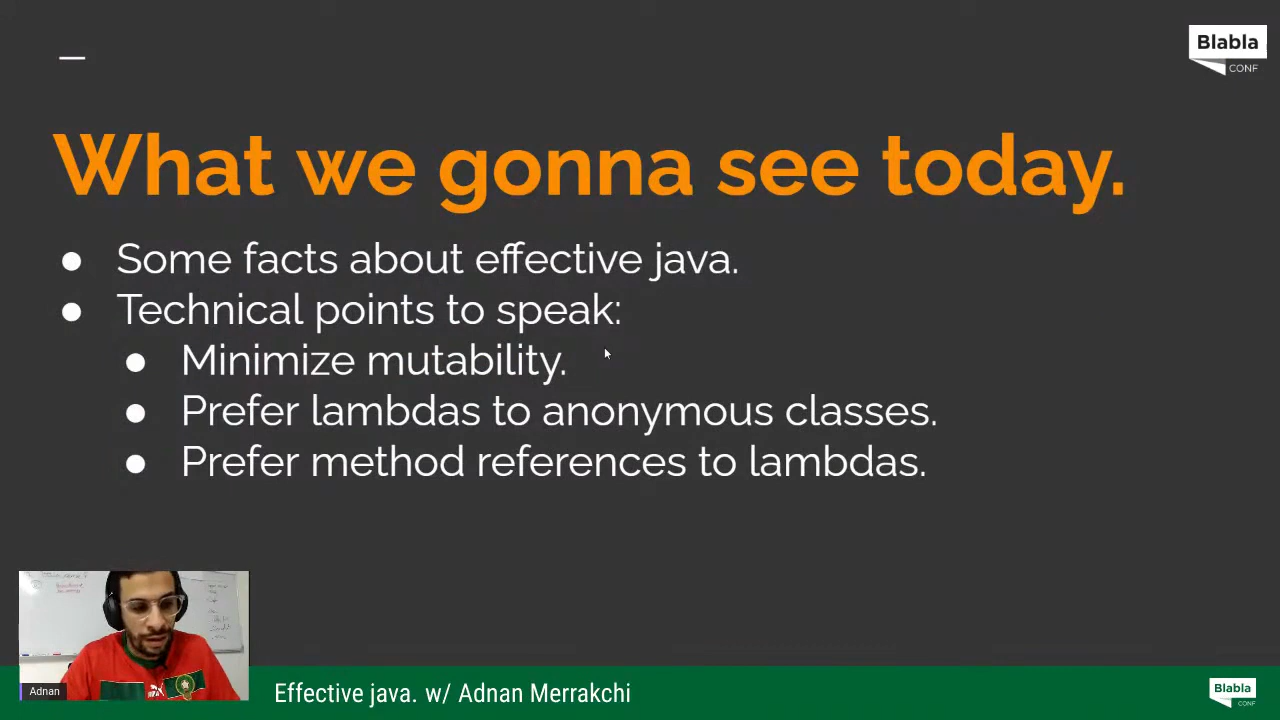 Blabla
CONF
What we gonna see today.
● Some facts about effective java.
● Technical points to speak:
● Minimize mutability.
● Prefer lambdas to anonymous classes.
● Prefer method references to lambdas.
Adnan
Effective java. w/ Adnan Merrakchi
Blabla
CONF